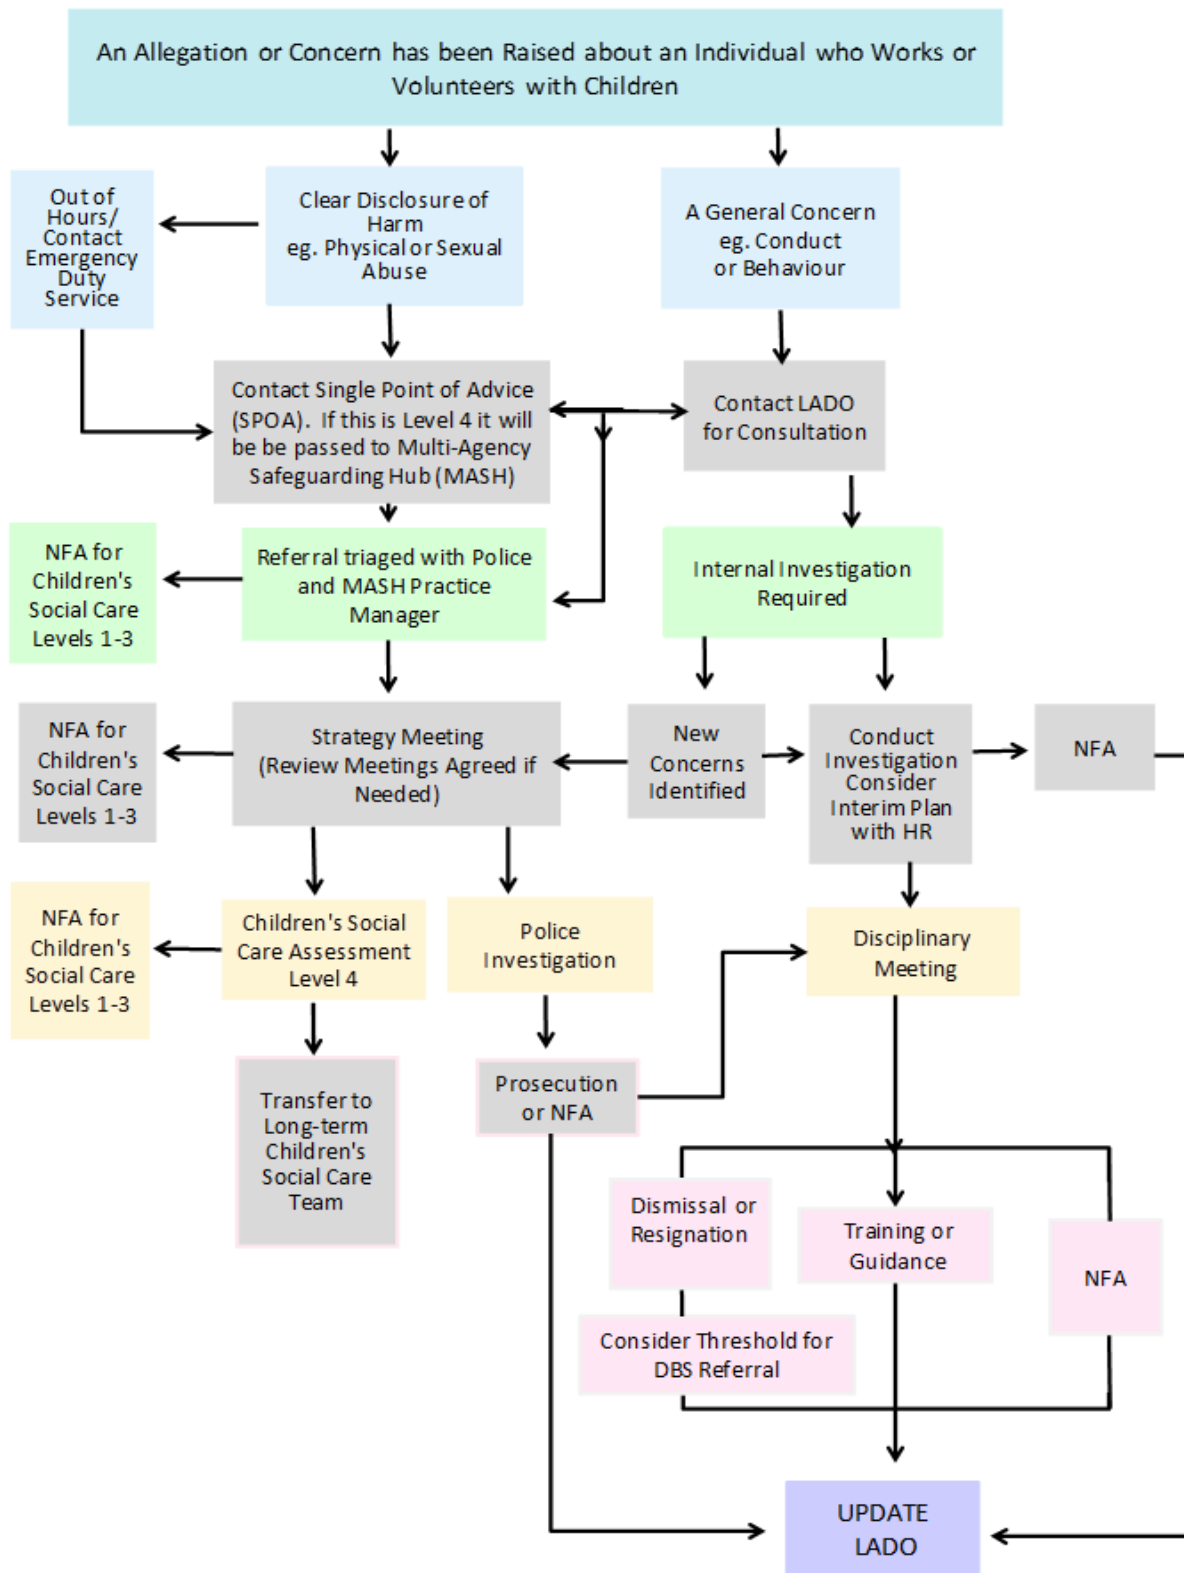 An Allegation or Concern has been Raised about an Individual who Works or
Volunteers with Children
Out of
Hours/
Contact
Emergency
Duty
Service
Clear Disclosure of
Harm
eg. Physical or Sexual
Abuse
A General Concern
eg. Conduct
or Behaviour
Contact Single Point of Advice
(SPOA). If this is Level 4 it will
be be passed to Multi-Agency
Safeguarding Hub (MASH)
Contact LADO
for Consultation
NFA for
Children's
Social Care
Levels 1-3
Referral triaged with Police
and MASH Practice
Manager
Internal Investigation
Required
NFA for
Children's
Social Care
Levels 1-3
Strategy Meeting
(Review Meetings Agreed if
Needed)
New
Concerns
Identified
Conduct
Investigation
Consider
Interim Plan
with HR
NFA
NFA for
Children's
Social Care
Levels 1-3
Children's Social
Care Assessment
Level 4
Police
Investigation
Disciplinary
Meeting
Transfer to
Long-term
Children's
Social Care
Team
Prosecution
or NFA
Dismissal or
Resignation
Training or
Guidance
NFA
Consider Threshold for
DBS Referral
UPDATE
LADO